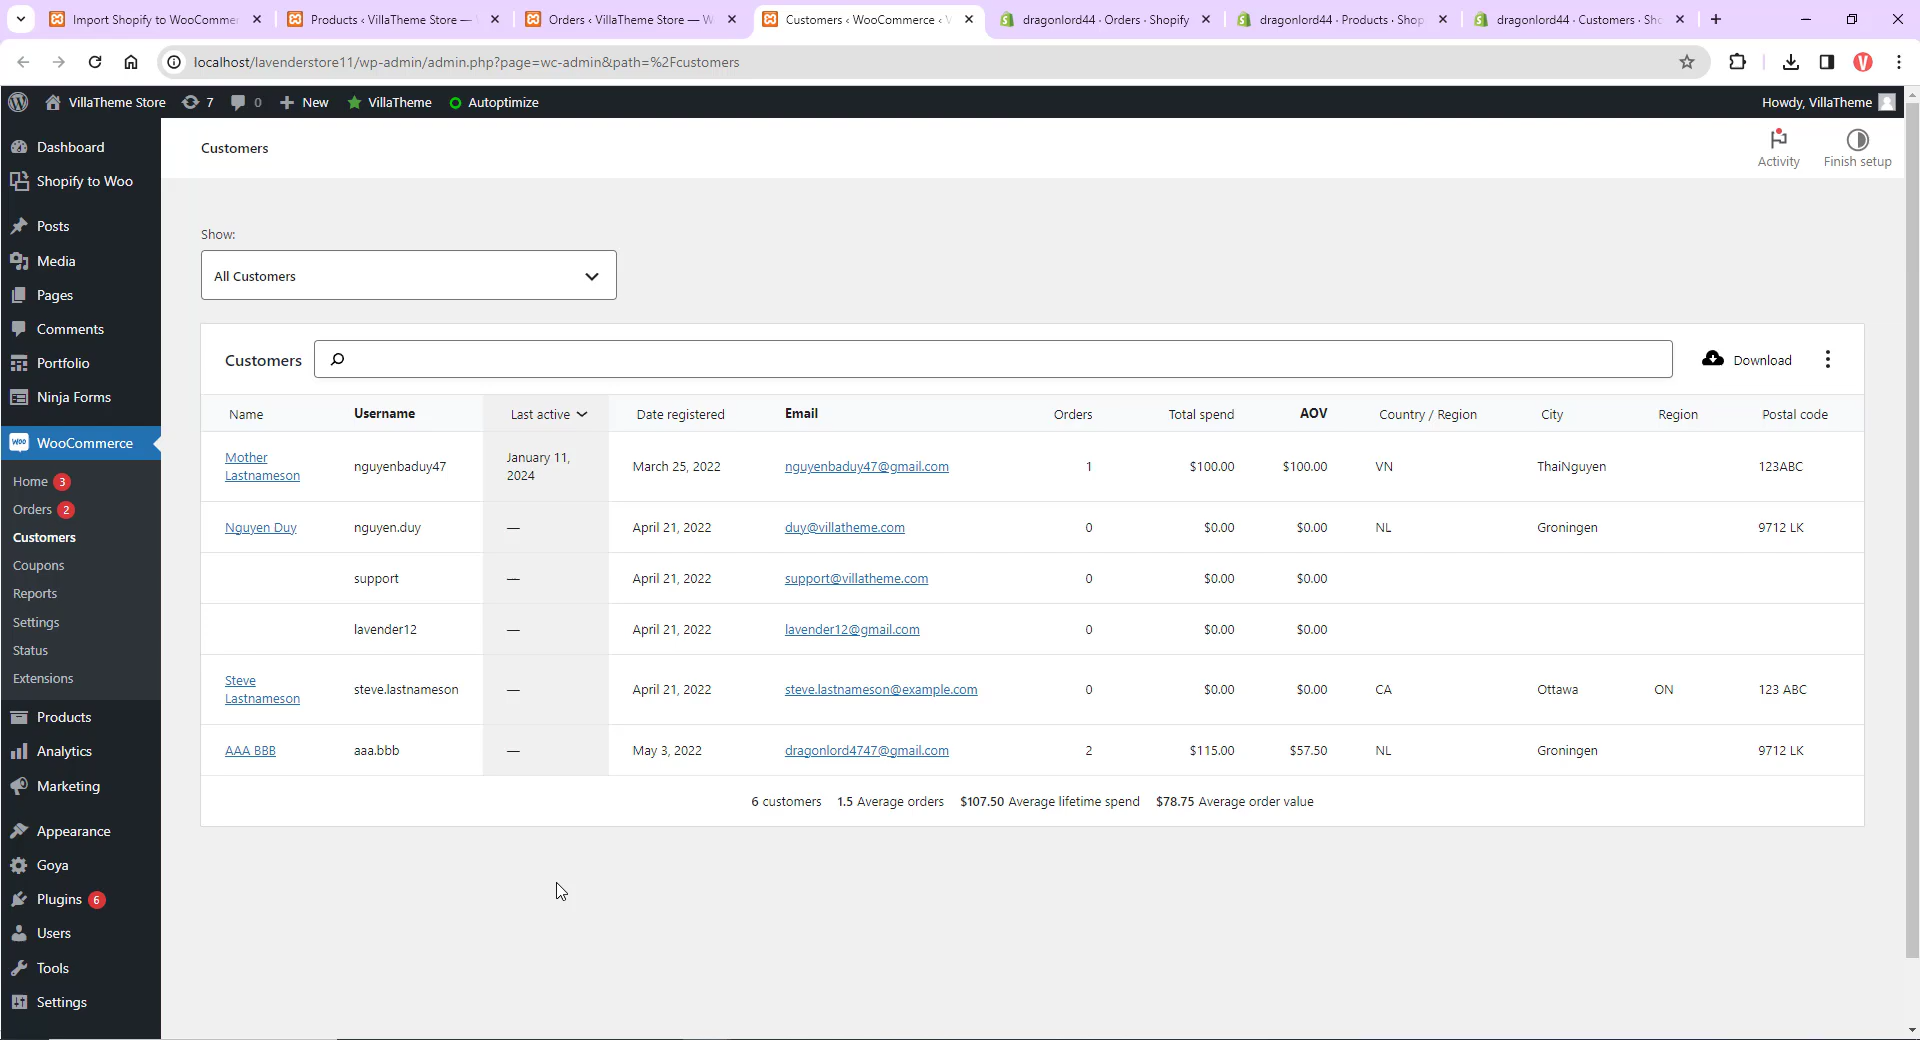 Import Shopify to WooCommer
Products ‹ VillaTheme Store — 
Orders ‹ VillaTheme Store — W
Customers ‹ WooCommerce ‹ V
dragonlord44 · Orders · Shopify
dragonlord44 · Products · Shop
dragonlord44 · Customers · Sh
localhost/lavenderstore11/wp-admin/admin.php?page=wc-admin&path=%2Fcustomers
V
VillaTheme Store 7 0 New VillaTheme Autoptimize Howdy, VillaTheme
Dashboard
Shopify to Woo
Posts
Media
Pages
Comments
Portfolio
Ninja Forms
WooCommerce
Home 3
Orders 2
Customers
Coupons
Reports
Settings
Status
Extensions
Products
Analytics
Marketing
Appearance
Goya
Plugins 6
Users
Tools
Settings
Customers
Activity
Finish setup
Show:
All Customers
Customers
Download
Name Username Last active Date registered Email Orders Total spend AOV Country / Region City Region Postal code
Mother Lastnameson nguyenbaduy47 January 11, 2024 March 25, 2022 nguyenbaduy47@gmail.com 1 $100.00 $100.00 VN ThaiNguyen 123ABC
Nguyen Duy nguyen.duy — April 21, 2022 duy@villatheme.com 0 $0.00 $0.00 NL Groningen 9712 LK
support — April 21, 2022 support@villatheme.com 0 $0.00 $0.00
lavender12 — April 21, 2022 lavender12@gmail.com 0 $0.00 $0.00
Steve Lastnameson steve.lastnameson — April 21, 2022 steve.lastnameson@example.com 0 $0.00 $0.00 CA Ottawa ON 123 ABC
AAA BBB aaa.bbb — May 3, 2022 dragonlord4747@gmail.com 2 $115.00 $57.50 NL Groningen 9712 LK
6 customers 1.5 Average orders $107.50 Average lifetime spend $78.75 Average order value